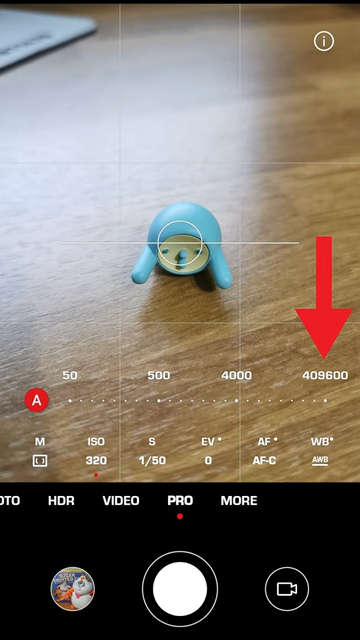 i
50 500 4000 409600
A
M ISO S EV AF WB
320 1/50 0 AF-C AWB
OTO HDR VIDEO PRO MORE